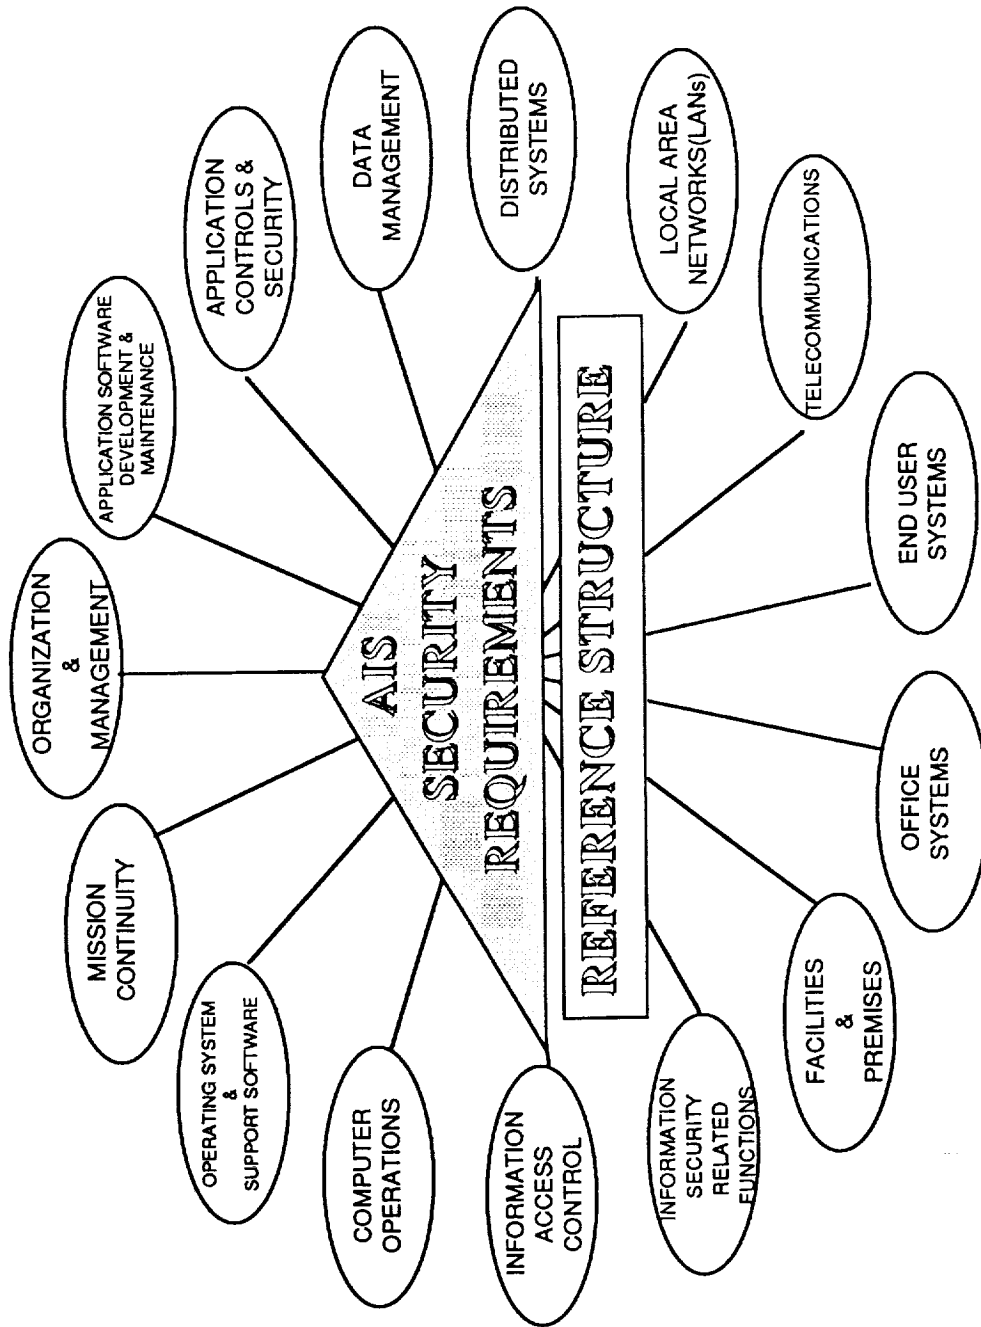 ORGANIZATION
&
MANAGEMENT
APPLICATION SOFTWARE
DEVELOPMENT &
MAINTENANCE
APPLICATION
CONTROLS &
SECURITY
DATA
MANAGEMENT
DISTRIBUTED
SYSTEMS
LOCAL AREA
NETWORKS(LANs)
TELECOMMUNICATIONS
END USER
SYSTEMS
OFFICE
SYSTEMS
FACILITIES
&
PREMISES
INFORMATION
SECURITY
RELATED
FUNCTIONS
INFORMATION
ACCESS
CONTROL
COMPUTER
OPERATIONS
OPERATING SYSTEM
&
SUPPORT SOFTWARE
MISSION
CONTINUITY
AIS
SECURITY
REQUIREMENTS
REFERENCE STRUCTURE